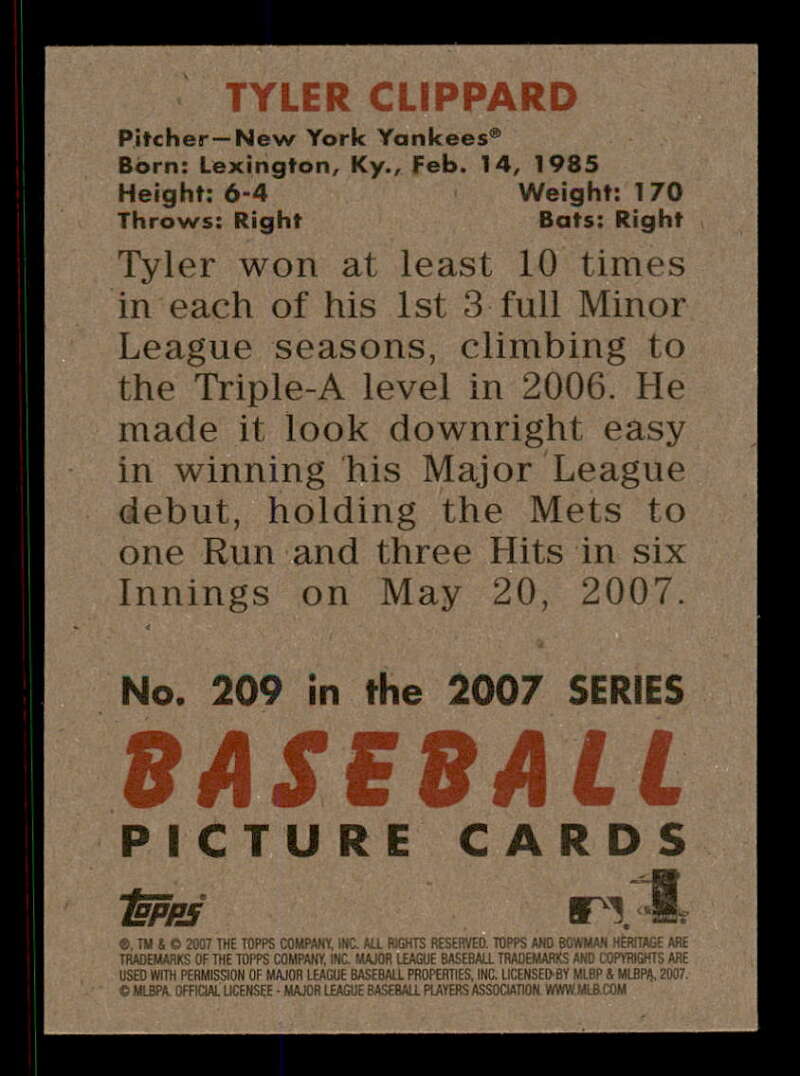 TYLER CLIPPARD
Pitcher—New York Yankees®
Born: Lexington, Ky., Feb. 14, 1985
Height: 6-4 Weight: 170
Throws: Right Bats: Right
Tyler won at least 10 times
in each of his 1st 3 full Minor
League seasons, climbing to
the Triple-A level in 2006. He
made it look downright easy
in winning his Major League
debut, holding the Mets to
one Run and three Hits in six
Innings on May 20, 2007.
No. 209 in the 2007 SERIES
BASEBALL
PICTURE CARDS
Topps
®, TM & © 2007 THE TOPPS COMPANY, INC. ALL RIGHTS RESERVED. TOPPS AND BOWMAN HERITAGE ARE
TRADEMARKS OF THE TOPPS COMPANY, INC. MAJOR LEAGUE BASEBALL TRADEMARKS AND COPYRIGHTS ARE
USED WITH PERMISSION OF MAJOR LEAGUE BASEBALL PROPERTIES, INC. LICENSED BY MLBP & MLBPA, 2007.
© MLBPA. OFFICIAL LICENSEE - MAJOR LEAGUE BASEBALL PLAYERS ASSOCIATION. WWW.MLB.COM